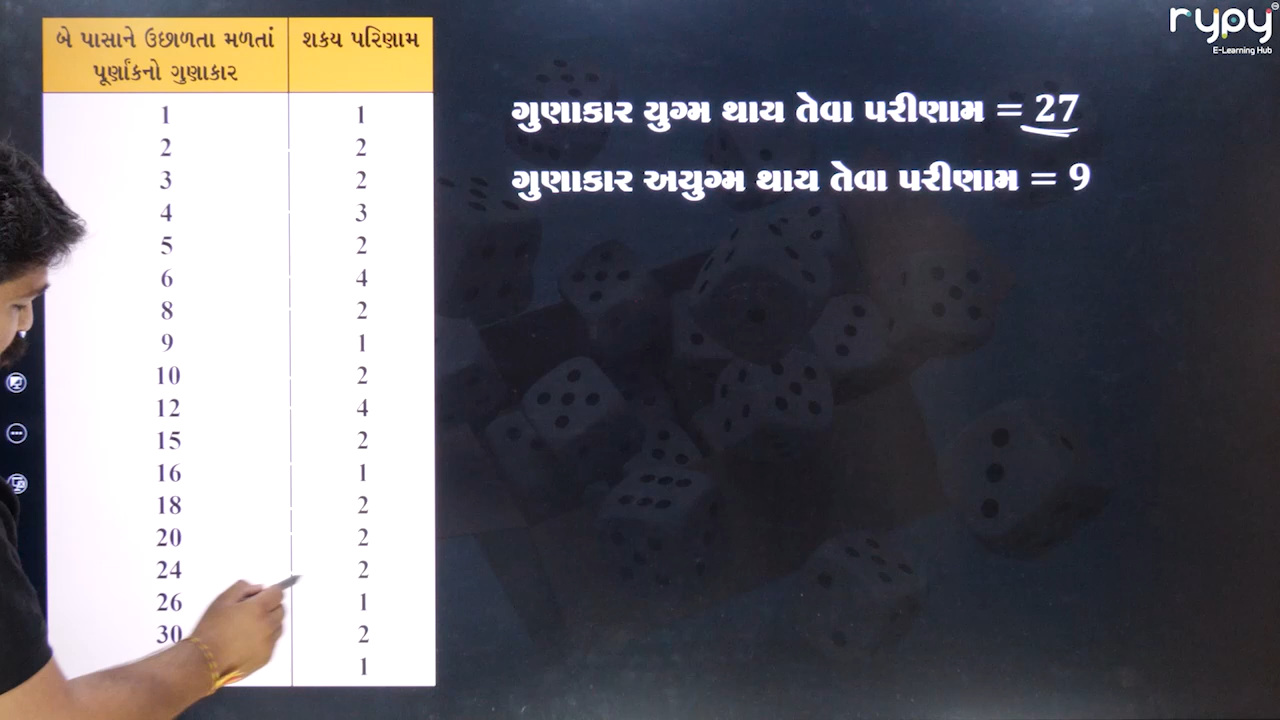 rypy
E-Learning Hub
બે પાસાને ઉછાળતા મળતાં
પૂર્ણાંકનો ગુણાકાર
શકય પરિણામ
1 1
2 2
3 2
4 3
5 2
6 4
8 2
9 1
10 2
12 4
15 2
16 1
18 2
20 2
24 2
26 1
30 2
1
ગુણાકાર યુગ્મ થાય તેવા પરીણામ = 27
ગુણાકાર અયુગ્મ થાય તેવા પરીણામ = 9